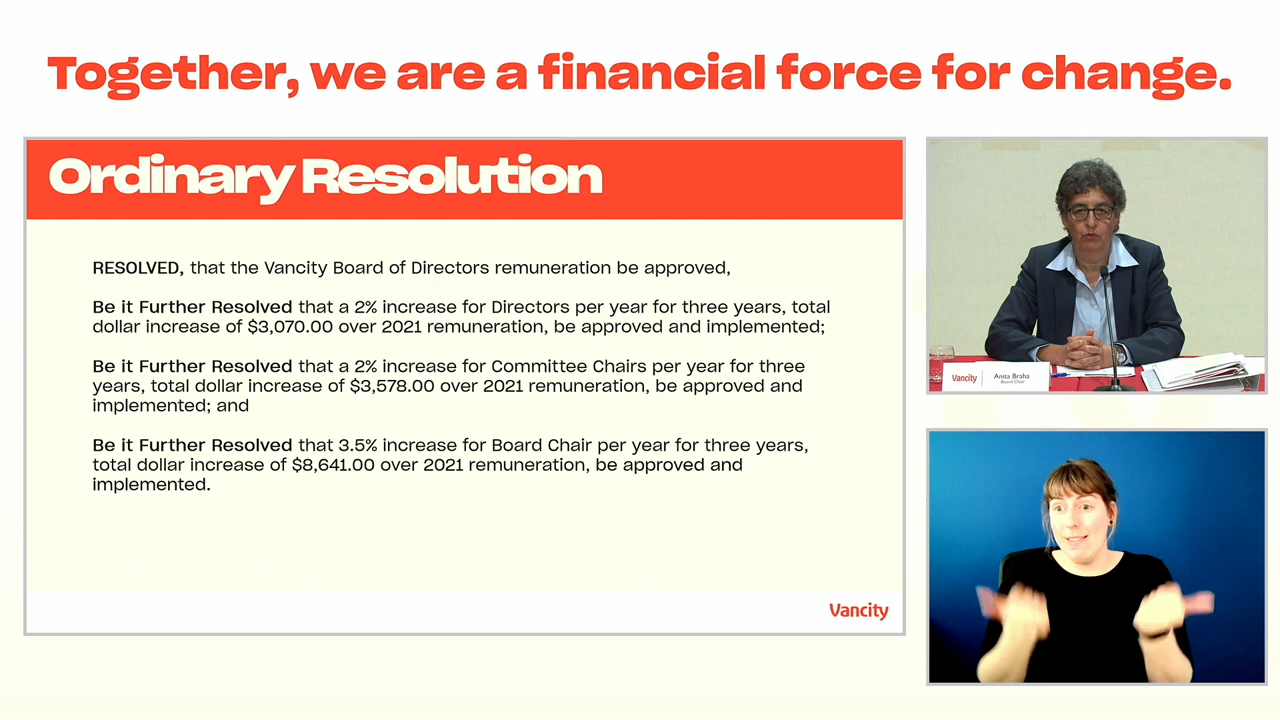 Together, we are a financial force for change.
Ordinary Resolution
RESOLVED, that the Vancity Board of Directors remuneration be approved,
Be it Further Resolved that a 2% increase for Directors per year for three years, total
dollar increase of $3,070.00 over 2021 remuneration, be approved and implemented;
Be it Further Resolved that a 2% increase for Committee Chairs per year for three
years, total dollar increase of $3,578.00 over 2021 remuneration, be approved and
implemented; and
Be it Further Resolved that 3.5% increase for Board Chair per year for three years,
total dollar increase of $8,641.00 over 2021 remuneration, be approved and
implemented.
Vancity
Vancity
Anita Braha
Board Chair